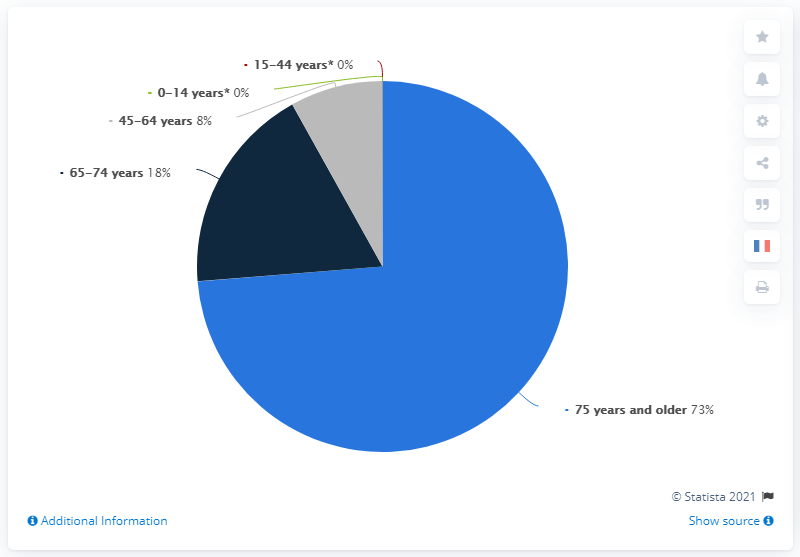 15–44 years* 0%
0–14 years* 0%
45–64 years 8%
65–74 years 18%
75 years and older 73%
© Statista 2021
Additional Information
Show source